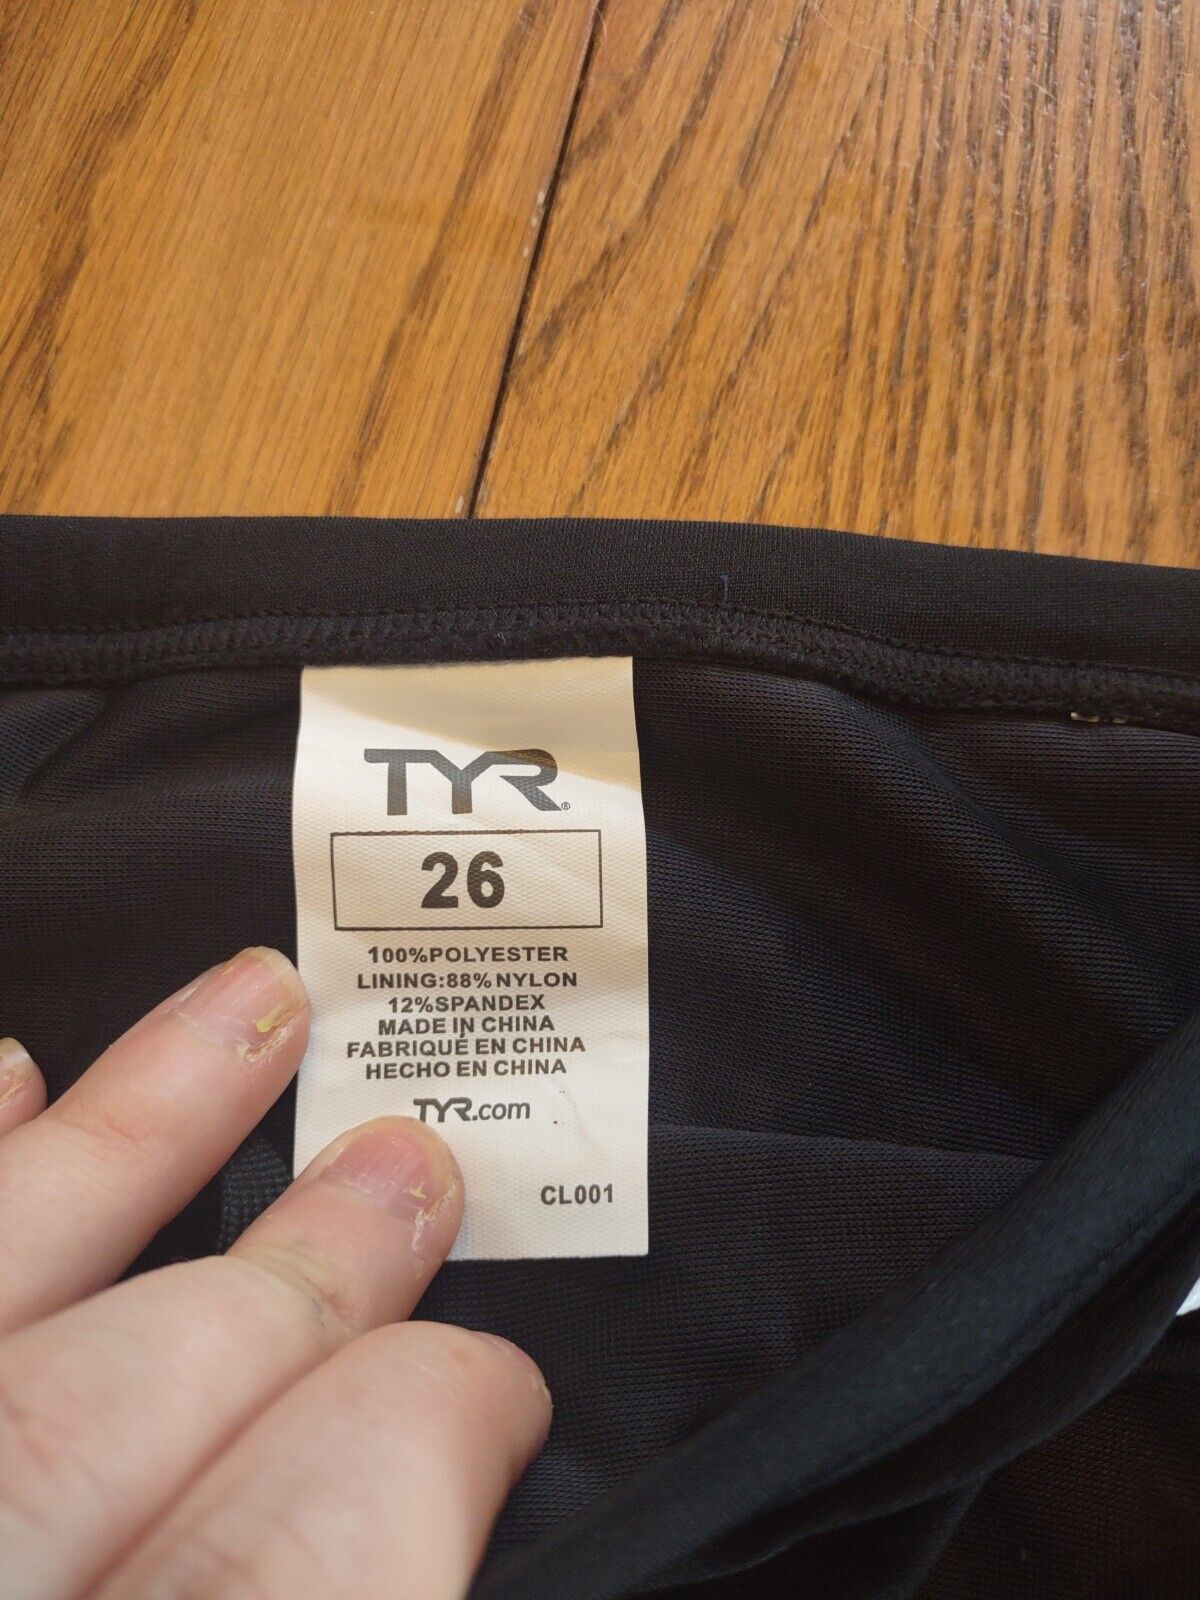 TYR®
26
100%POLYESTER
LINING:88%NYLON
12%SPANDEX
MADE IN CHINA
FABRIQUÉ EN CHINA
HECHO EN CHINA
TYR.com
CL001